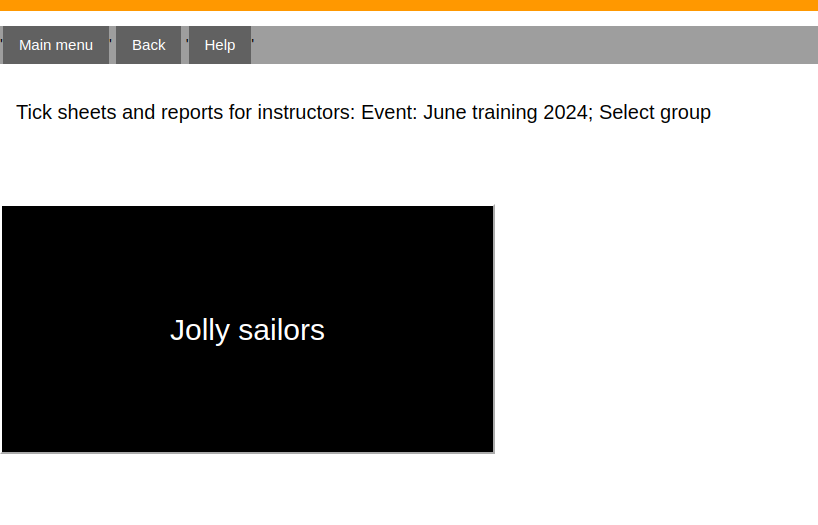 ' Main menu ' Back ' Help '
Tick sheets and reports for instructors: Event: June training 2024; Select group
Jolly sailors